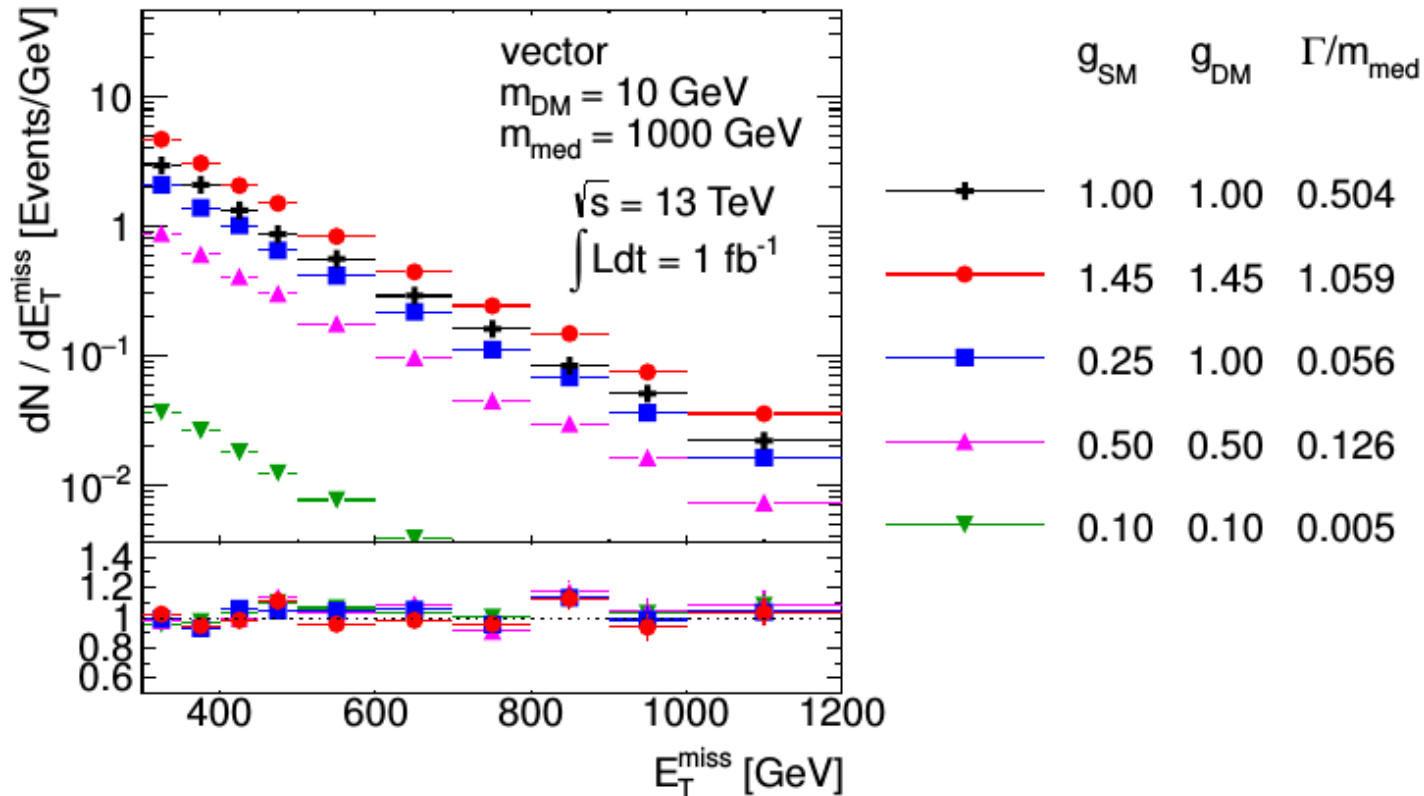 dN / dE_T^miss [Events/GeV]
10
1
10^−1
10^−2
vector
m_DM = 10 GeV
m_med = 1000 GeV
√s = 13 TeV
∫ Ldt = 1 fb^-1
1.4
1.2
1
0.8
0.6
400 600 800 1000 1200
E_T^miss [GeV]
g_SM g_DM Γ/m_med
1.00 1.00 0.504
1.45 1.45 1.059
0.25 1.00 0.056
0.50 0.50 0.126
0.10 0.10 0.005